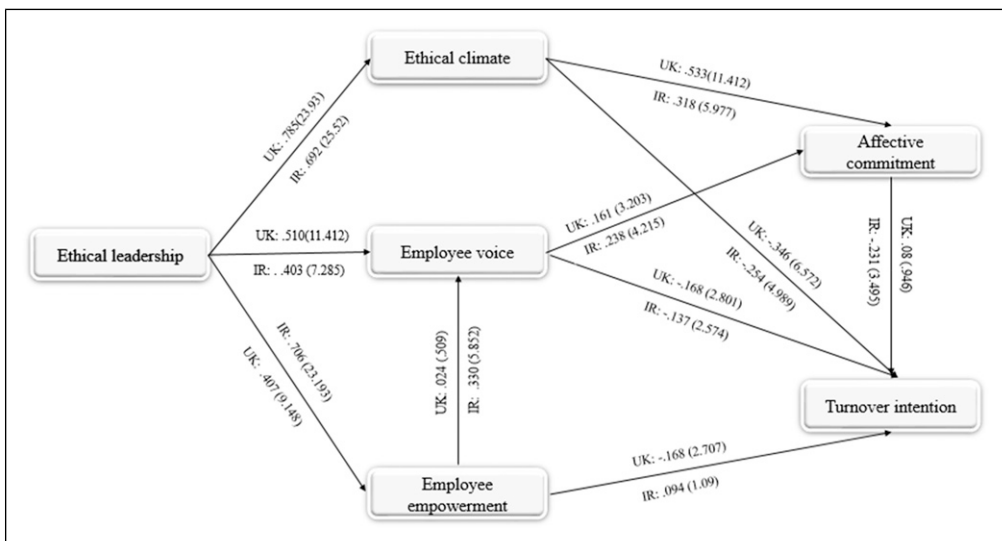 Ethical climate
UK: .533(11.412)
IR: .318 (5.977)
UK: .785(23.93)
IR: .692 (25.52)
Affective
commitment
UK: .161 (3.203)
IR: .238 (4.215)
UK: -.346 (6.572)
IR: -.254 (4.989)
UK: .08 (.946)
IR: -.231 (3.495)
Ethical leadership
UK: .510(11.412)
IR: . .403 (7.285)
Employee voice
UK: -.168 (2.801)
IR: -.137 (2.574)
IR: .706 (23.193)
UK: .407 (9.148)
UK: .024 (.509)
IR: .330 (5.852)
Turnover intention
Employee
empowerment
UK: -.168 (2.707)
IR: .094 (1.09)